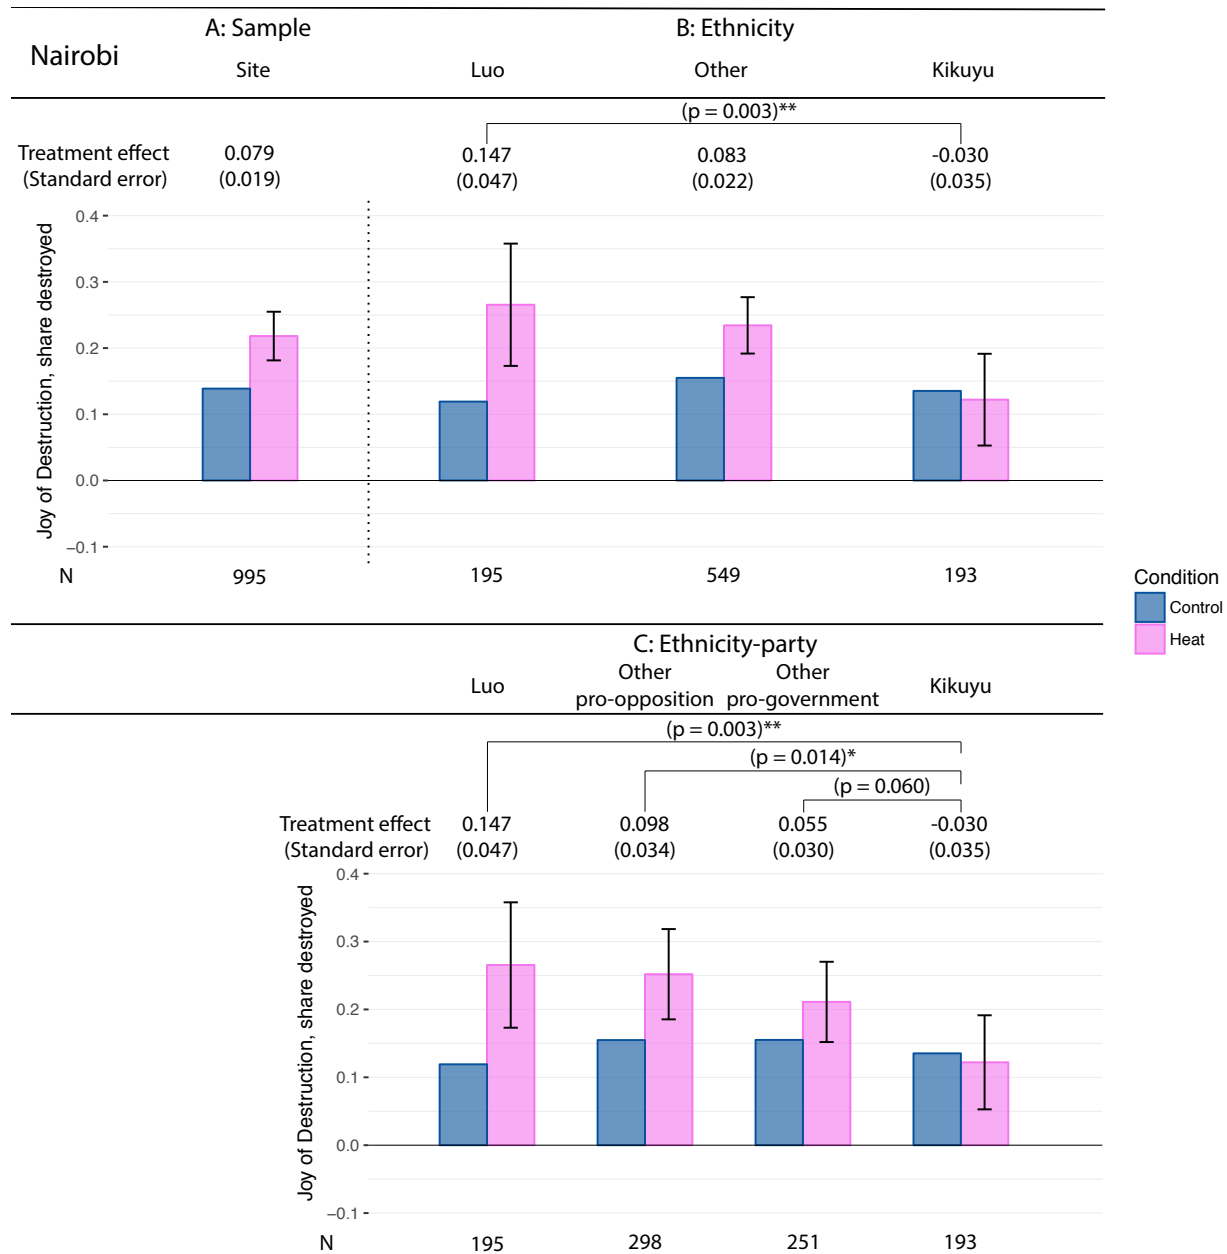 Nairobi
A: Sample
B: Ethnicity
Site
Luo
Other
Kikuyu
(p = 0.003)**
Treatment effect 0.079 0.147 0.083 -0.030
(Standard error) (0.019) (0.047) (0.022) (0.035)
Joy of Destruction, share destroyed
0.4
0.3
0.2
0.1
0.0
−0.1
N 995 195 549 193
Condition
Control
Heat
C: Ethnicity-party
Luo
Other
pro-opposition
Other
pro-government
Kikuyu
(p = 0.003)**
(p = 0.014)*
(p = 0.060)
Treatment effect 0.147 0.098 0.055 -0.030
(Standard error) (0.047) (0.034) (0.030) (0.035)
Joy of Destruction, share destroyed
0.4
0.3
0.2
0.1
0.0
−0.1
N 195 298 251 193